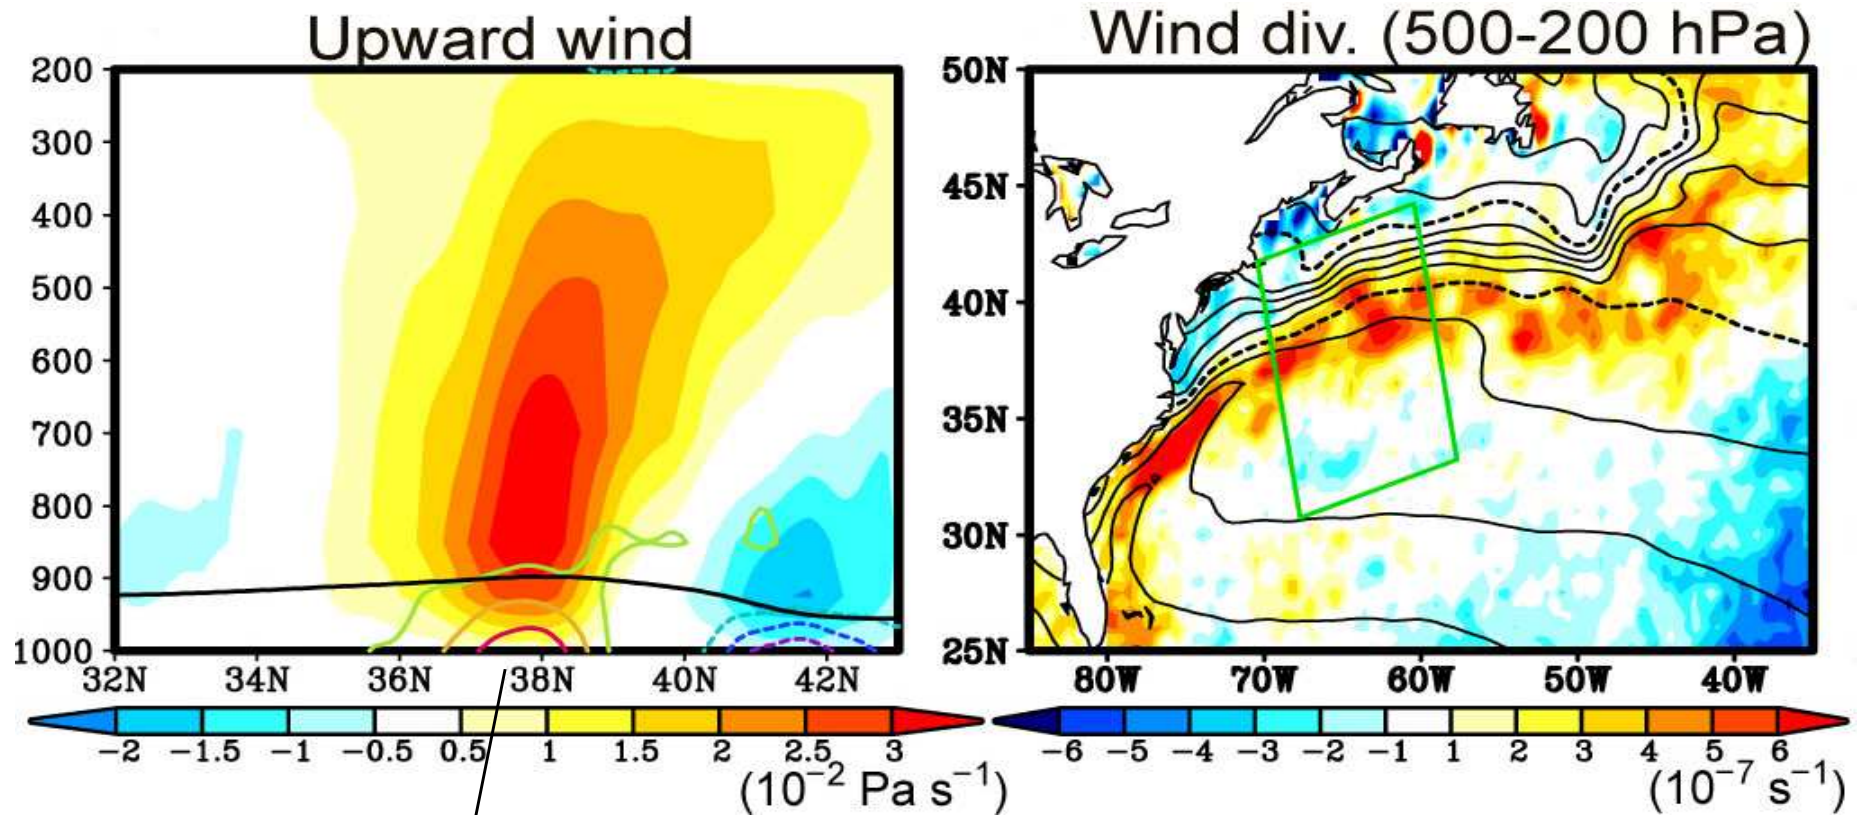 Upward wind
200
300
400
500
600
700
800
900
1000
32N 34N 36N 38N 40N 42N
−2 −1.5 −1 −0.5 0.5 1 1.5 2 2.5 3
(10⁻² Pa s⁻¹)
Wind div. (500-200 hPa)
50N
45N
40N
35N
30N
25N
80W 70W 60W 50W 40W
−6 −5 −4 −3 −2 −1 1 2 3 4 5 6
(10⁻⁷ s⁻¹)